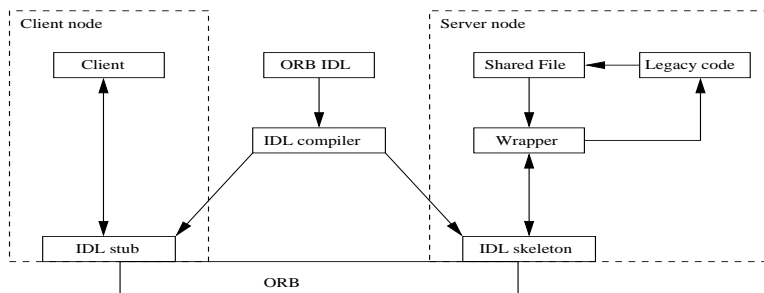 Client node
Server node
Client
ORB IDL
Shared File
Legacy code
IDL compiler
Wrapper
IDL stub
IDL skeleton
ORB